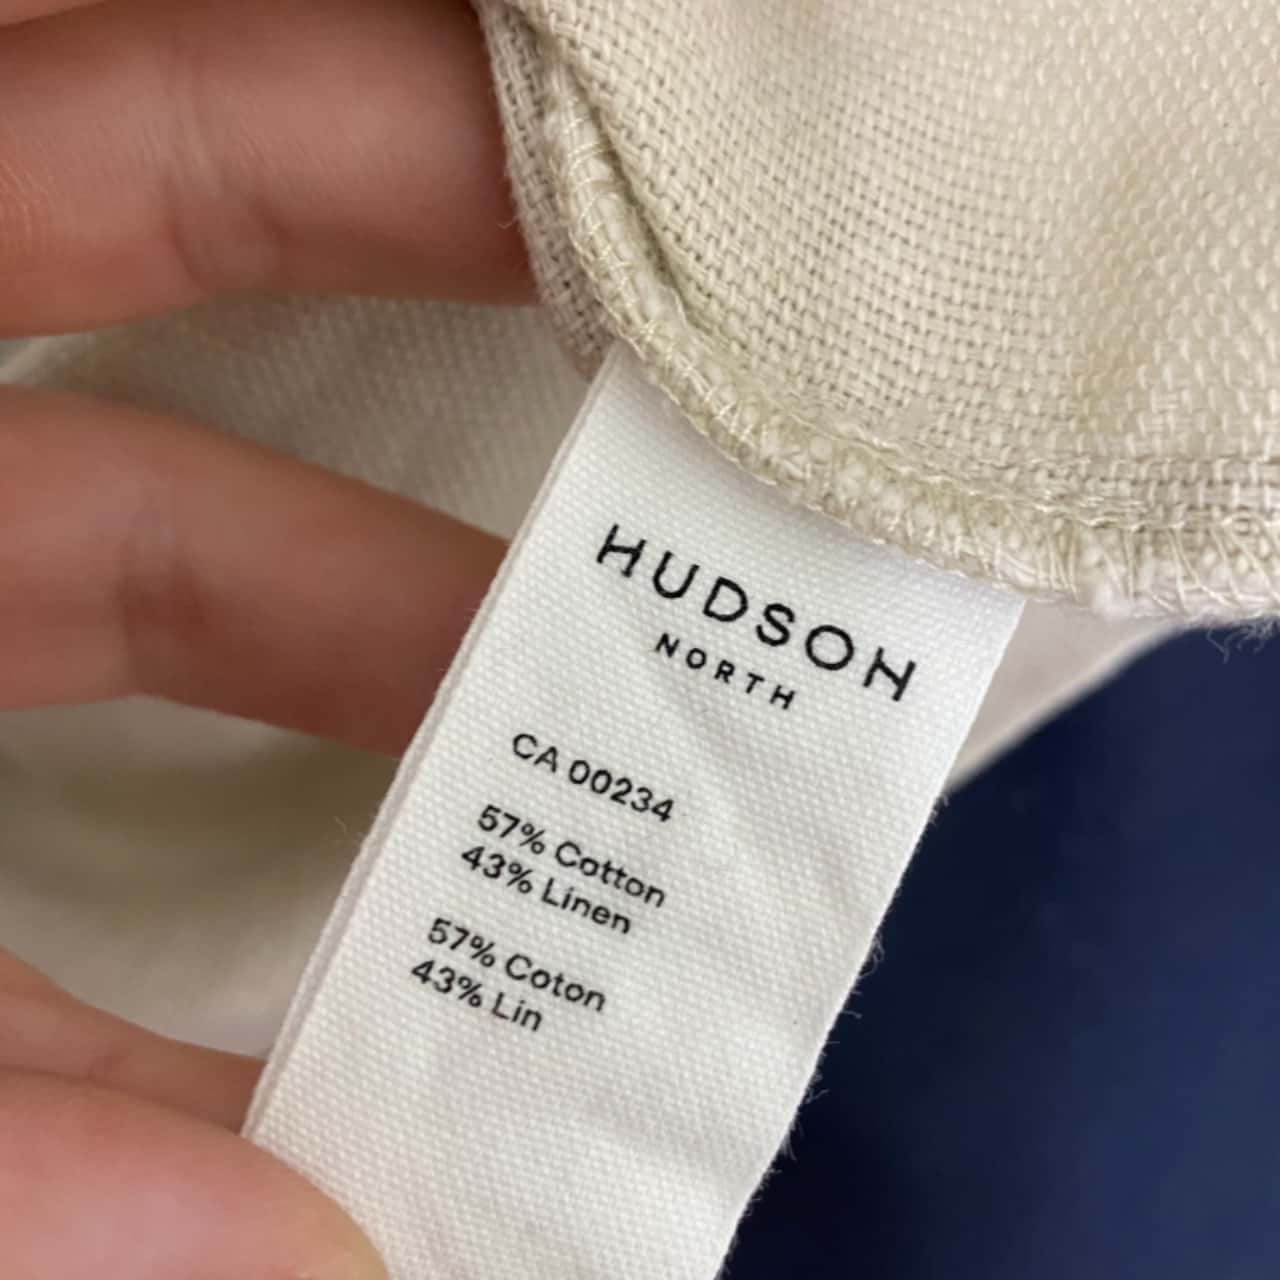 HUDSON
NORTH
CA 00234
57% Cotton
43% Linen
57% Coton
43% Lin